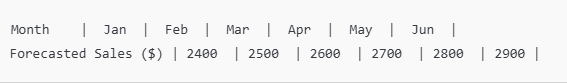 Month | Jan | Feb | Mar | Apr | May | Jun |
Forecasted Sales ($) | 2400 | 2500 | 2600 | 2700 | 2800 | 2900 |